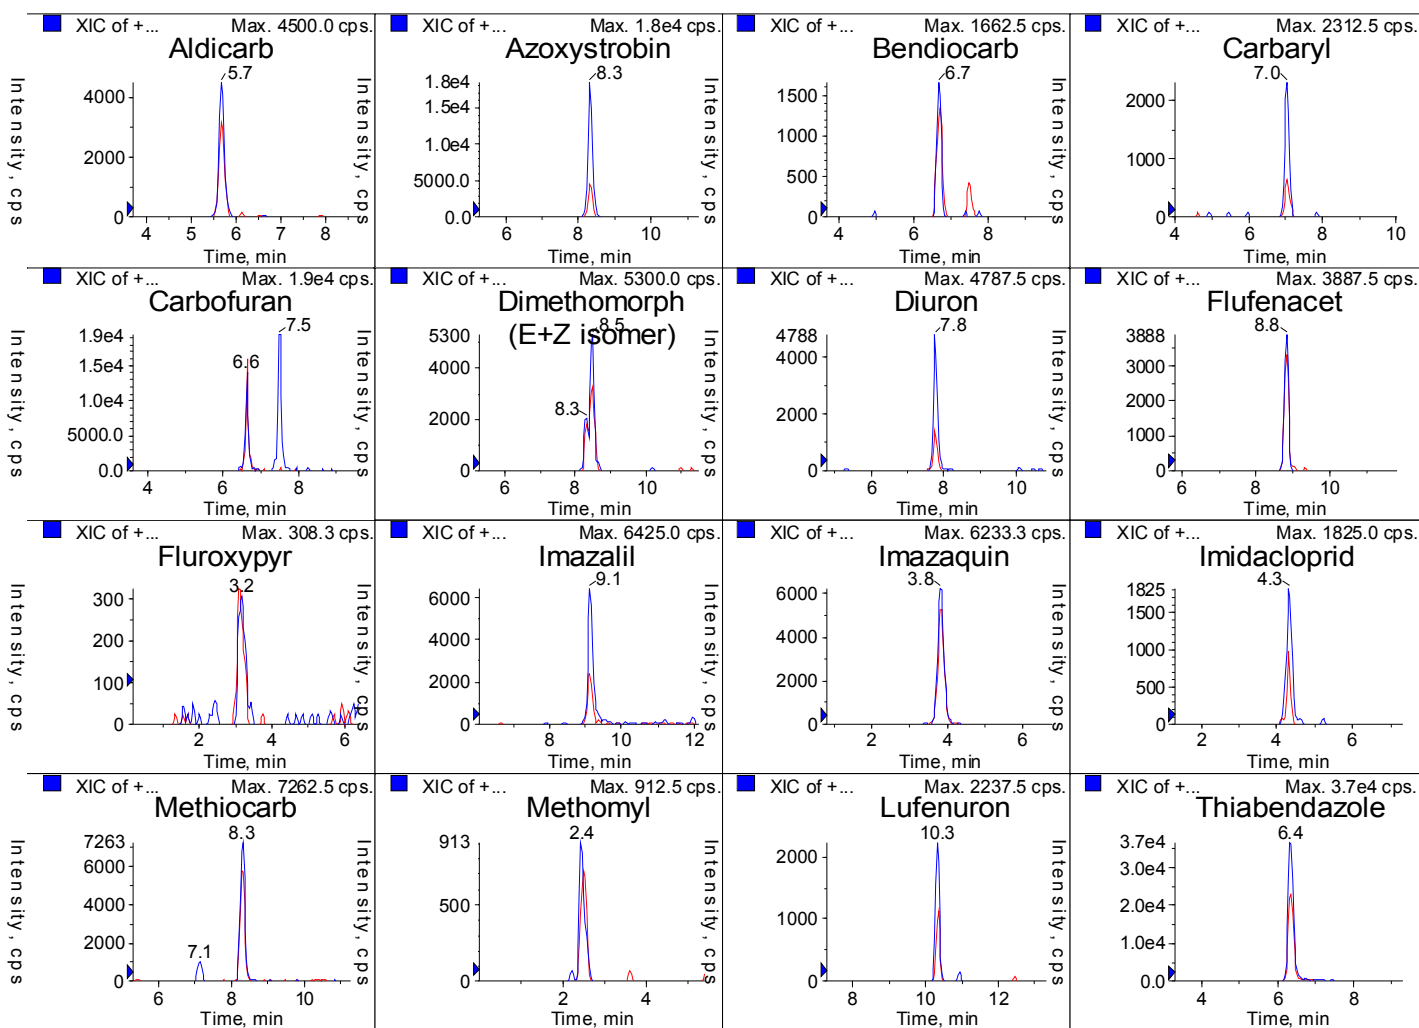 XIC of +... Max. 4500.0 cps.
Aldicarb
5.7
Intensity, cps
4000
2000
0
4 5 6 7 8
Time, min
XIC of +... Max. 1.8e4 cps.
Azoxystrobin
8.3
Intensity, cps
1.8e4
1.5e4
1.0e4
5000.0
0.0
6 8 10
Time, min
XIC of +... Max. 1662.5 cps.
Bendiocarb
6.7
Intensity, cps
1500
1000
500
0
4 6 8
Time, min
XIC of +... Max. 2312.5 cps.
Carbaryl
7.0
Intensity, cps
2000
1000
0
4 6 8 10
Time, min
XIC of +... Max. 1.9e4 cps.
Carbofuran
7.5
6.6
Intensity, cps
1.9e4
1.5e4
1.0e4
5000.0
0.0
4 6 8
Time, min
XIC of +... Max. 5300.0 cps.
Dimethomorph
(E+Z isomer)
8.5
8.3
Intensity, cps
5300
4000
2000
0
6 8 10
Time, min
XIC of +... Max. 4787.5 cps.
Diuron
7.8
Intensity, cps
4788
4000
2000
0
6 8 10
Time, min
XIC of +... Max. 3887.5 cps.
Flufenacet
8.8
Intensity, cps
3888
3000
2000
1000
0
6 8 10
Time, min
XIC of +... Max. 308.3 cps.
Fluroxypyr
3.2
Intensity, cps
300
200
100
0
2 4 6
Time, min
XIC of +... Max. 6425.0 cps.
Imazalil
9.1
Intensity, cps
6000
4000
2000
0
6 8 10 12
Time, min
XIC of +... Max. 6233.3 cps.
Imazaquin
3.8
Intensity, cps
6000
4000
2000
0
2 4 6
Time, min
XIC of +... Max. 1825.0 cps.
Imidacloprid
4.3
Intensity, cps
1825
1500
1000
500
0
2 4 6
Time, min
XIC of +... Max. 7262.5 cps.
Methiocarb
8.3
7.1
Intensity, cps
7263
6000
4000
2000
0
6 8 10
Time, min
XIC of +... Max. 912.5 cps.
Methomyl
2.4
Intensity, cps
913
500
0
2 4
Time, min
XIC of +... Max. 2237.5 cps.
Lufenuron
10.3
Intensity, cps
2000
1000
0
8 10 12
Time, min
XIC of +... Max. 3.7e4 cps.
Thiabendazole
6.4
Intensity, cps
3.7e4
3.0e4
2.0e4
1.0e4
0.0
4 6 8
Time, min